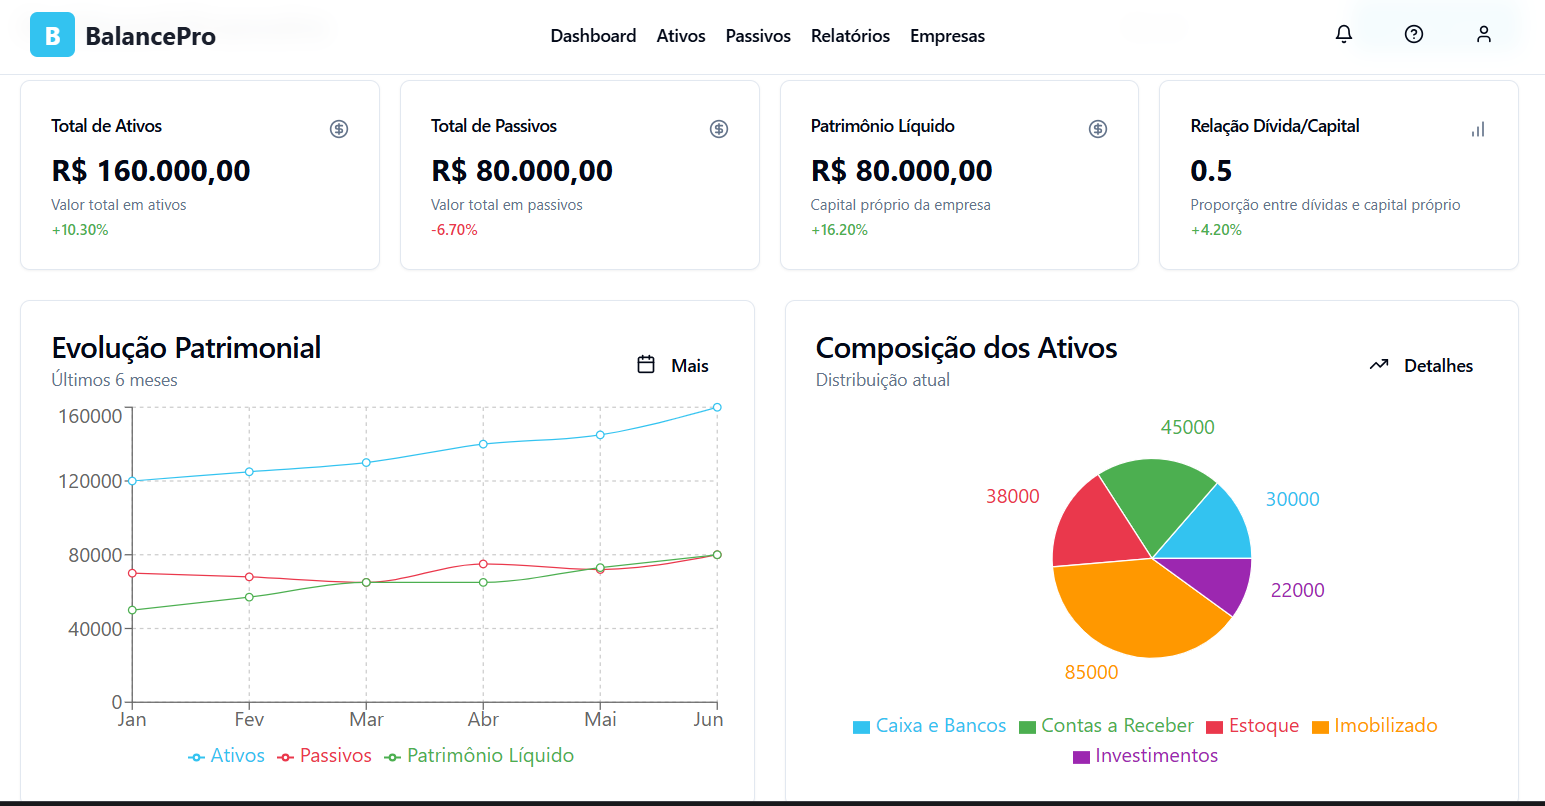 B BalancePro Dashboard Ativos Passivos Relatórios Empresas
Total de Ativos
R$ 160.000,00
Valor total em ativos
+10.30%
Total de Passivos
R$ 80.000,00
Valor total em passivos
-6.70%
Patrimônio Líquido
R$ 80.000,00
Capital próprio da empresa
+16.20%
Relação Dívida/Capital
0.5
Proporção entre dívidas e capital próprio
+4.20%
Evolução Patrimonial
Últimos 6 meses
Mais
160000
120000
80000
40000
0
Jan Fev Mar Abr Mai Jun
Ativos Passivos Patrimônio Líquido
Composição dos Ativos
Distribuição atual
Detalhes
45000
38000
30000
22000
85000
Caixa e Bancos Contas a Receber Estoque Imobilizado
Investimentos